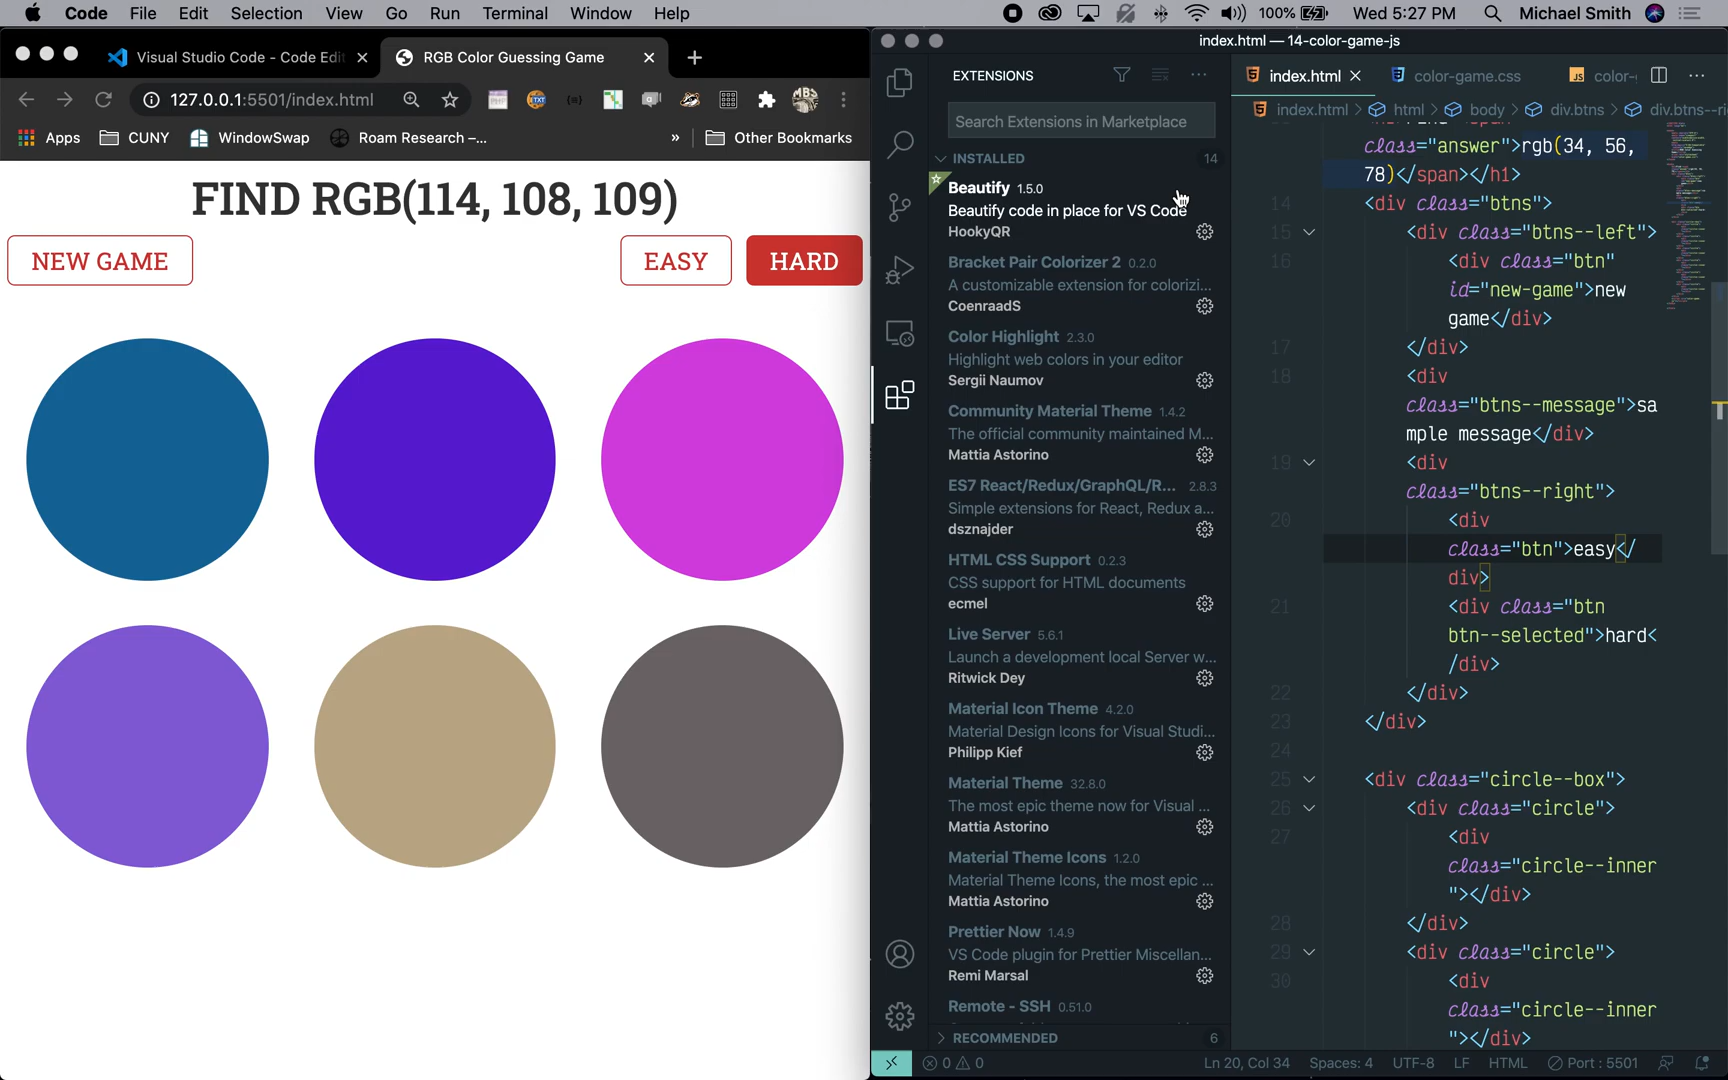 Code File Edit Selection View Go Run Terminal Window Help
100% Wed 5:27 PM Michael Smith
Visual Studio Code - Code Edit
RGB Color Guessing Game
127.0.0.1:5501/index.html
Apps CUNY WindowSwap Roam Research –... » Other Bookmarks
FIND RGB(114, 108, 109)
NEW GAME
EASY
HARD
index.html — 14-color-game-js
EXTENSIONS
Search Extensions in Marketplace
INSTALLED 14
Beautify 1.5.0
Beautify code in place for VS Code
HookyQR
Bracket Pair Colorizer 2 0.2.0
A customizable extension for colorizi...
CoenraadS
Color Highlight 2.3.0
Highlight web colors in your editor
Sergii Naumov
Community Material Theme 1.4.2
The official community maintained M...
Mattia Astorino
ES7 React/Redux/GraphQL/R... 2.8.3
Simple extensions for React, Redux a...
dsznajder
HTML CSS Support 0.2.3
CSS support for HTML documents
ecmel
Live Server 5.6.1
Launch a development local Server w...
Ritwick Dey
Material Icon Theme 4.2.0
Material Design Icons for Visual Studi...
Philipp Kief
Material Theme 32.8.0
The most epic theme now for Visual ...
Mattia Astorino
Material Theme Icons 1.2.0
Material Theme Icons, the most epic ...
Mattia Astorino
Prettier Now 1.4.9
VS Code plugin for Prettier Miscellan...
Remi Marsal
Remote - SSH 0.51.0
RECOMMENDED 6
index.html color-game.css JS color-
index.html > html > body > div.btns > div.btns--ri
class="answer">rgb(34, 56,
78)</span></h1>
14 <div class="btns">
15 <div class="btns--left">
16 <div class="btn"
id="new-game">new
game</div>
17 </div>
18 <div
class="btns--message">sa
mple message</div>
19 <div
class="btns--right">
20 <div
class="btn">easy</
div>
21 <div class="btn
btn--selected">hard<
/div>
22 </div>
23 </div>
24
25 <div class="circle--box">
26 <div class="circle">
27 <div
class="circle--inner
"></div>
28 </div>
29 <div class="circle">
30 <div
class="circle--inner
"></div>
0 0 Ln 20, Col 34 Spaces: 4 UTF-8 LF HTML Port : 5501